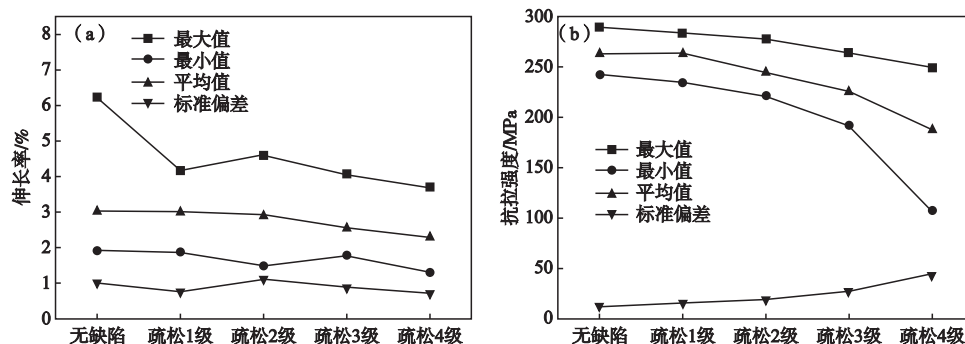 （a）
最大值
最小值
平均值
标准偏差
伸长率/%
8
7
6
5
4
3
2
1
0
无缺陷 疏松1级 疏松2级 疏松3级 疏松4级
（b）
最大值
最小值
平均值
标准偏差
抗拉强度/MPa
300
250
200
150
100
50
0
无缺陷 疏松1级 疏松2级 疏松3级 疏松4级